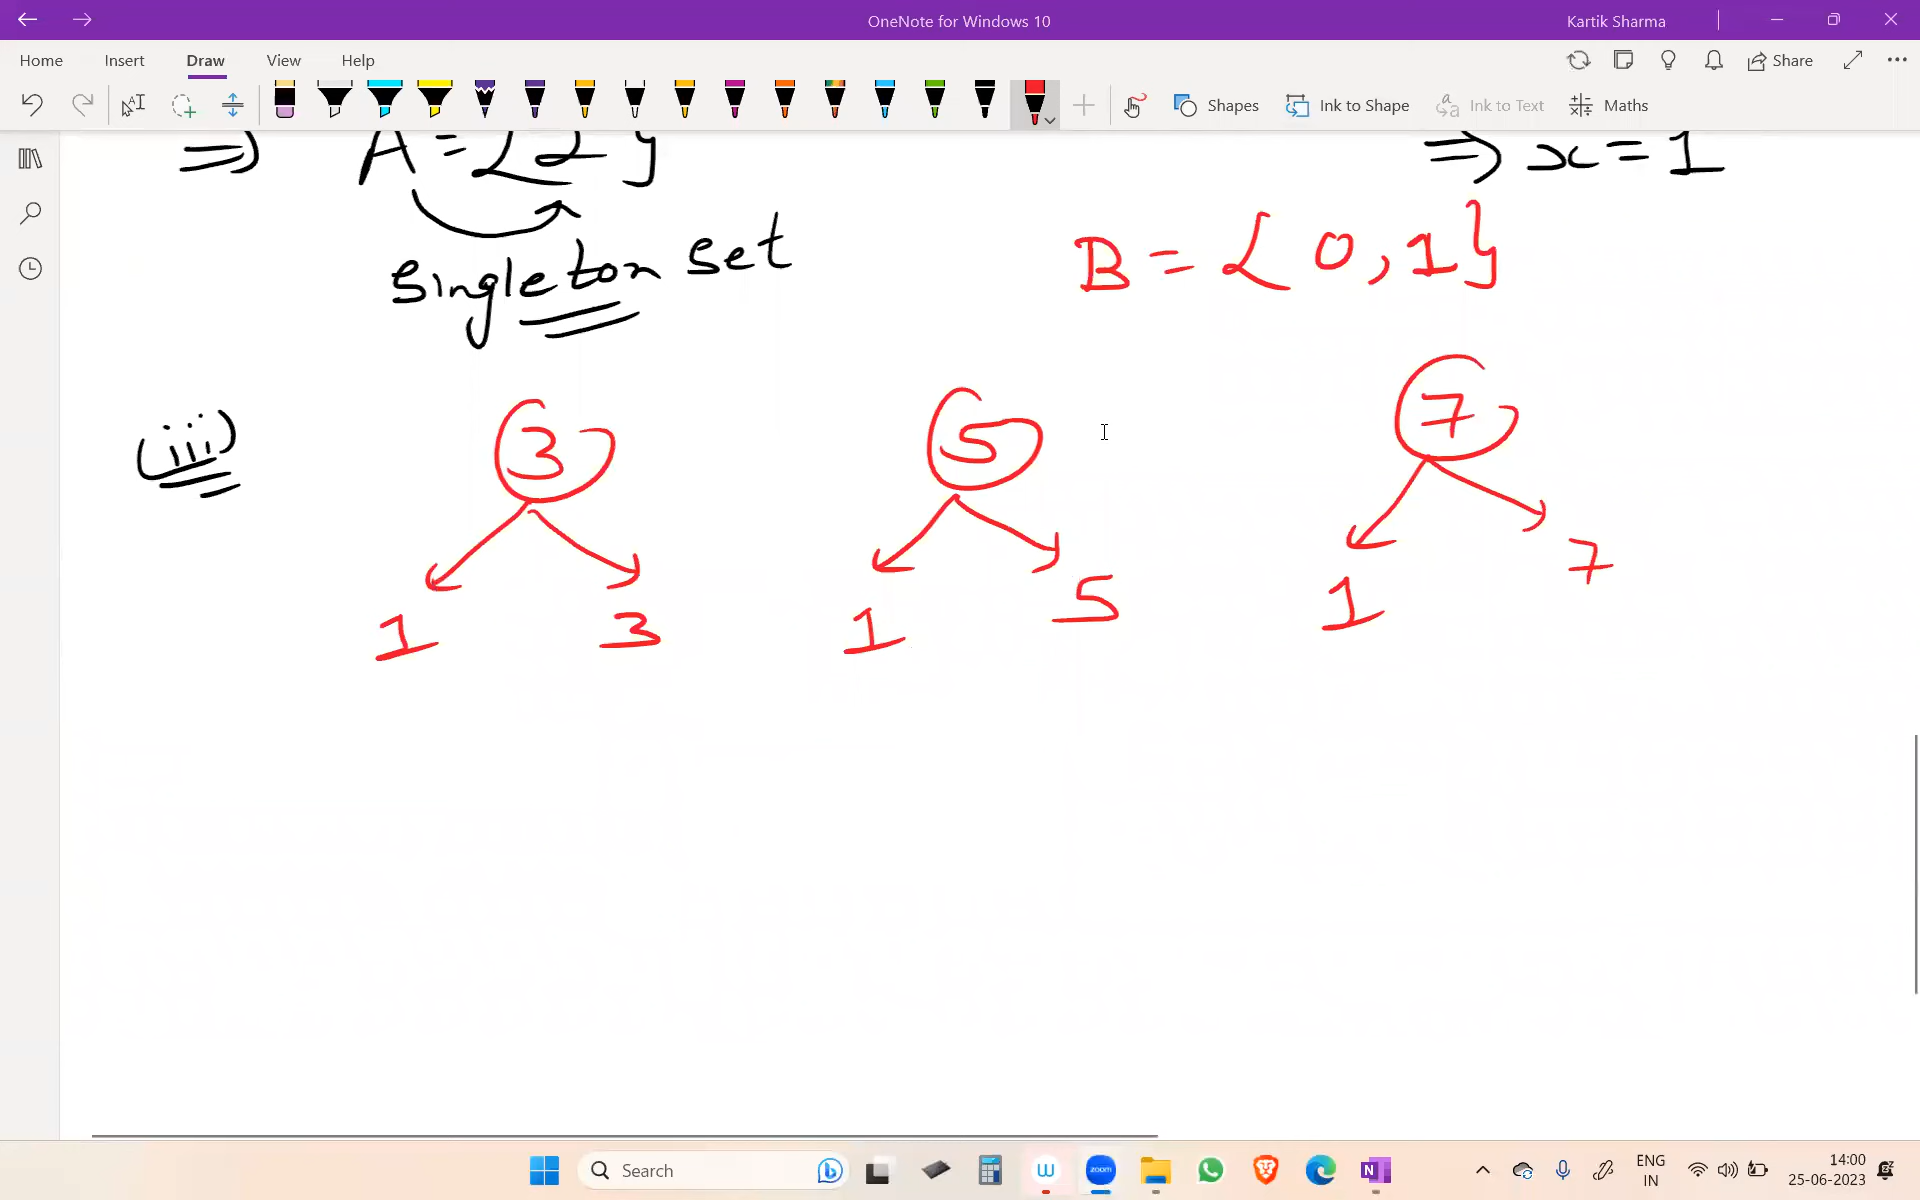 OneNote for Windows 10
Kartik Sharma
Home Insert Draw View Help
Share
Shapes Ink to Shape Ink to Text Maths
=> A = {2}
=> x = 1
Singleton set
B = { 0, 1}
(iii)
3 5 7
1 3 1 5 1 7
Search
zoom
ENG
IN
14:00
25-06-2023